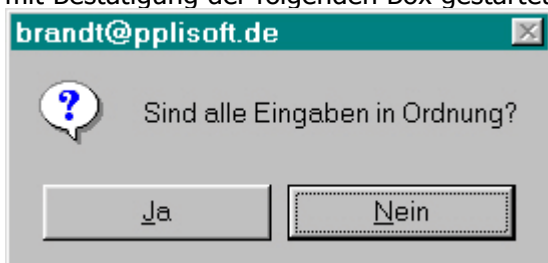 mit Bestätigung der folgenden Box gestartet
brandt@pplisoft.de
Sind alle Eingaben in Ordnung?
Ja
Nein